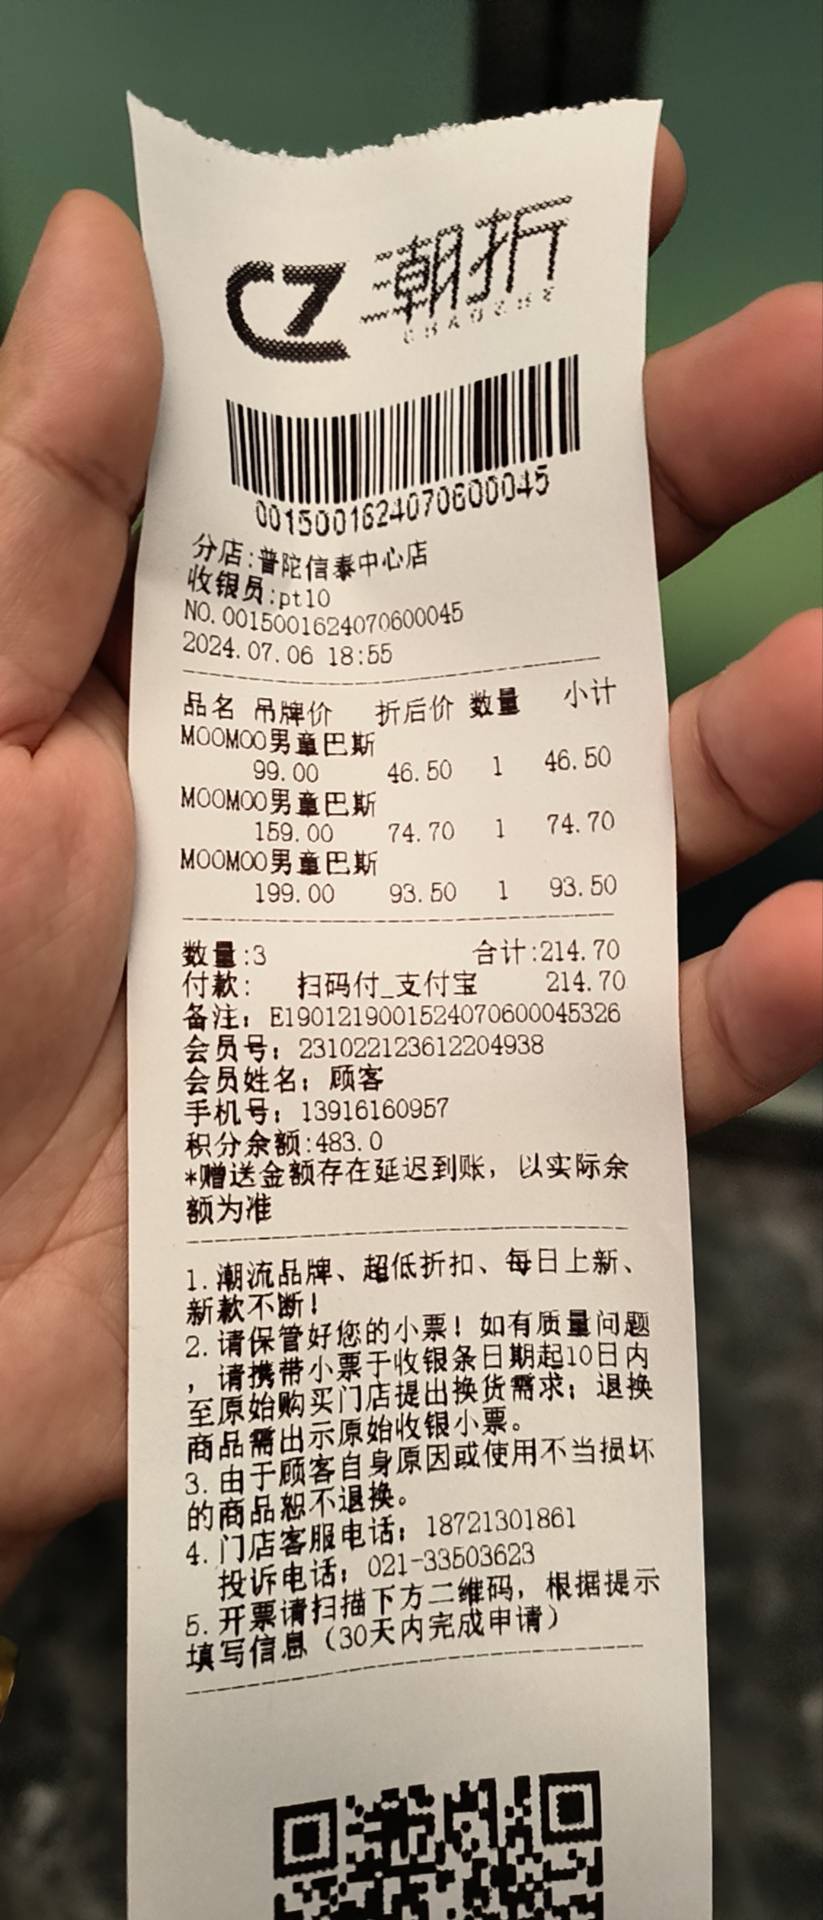 CZ 潮折
CHAOZHE
0015001624070600045
分店:普陀信泰中心店
收银员:pt10
NO.0015001624070600045
2024.07.06 18:55
品名 吊牌价 折后价 数量 小计
MOOMOO男童巴斯
99.00 46.50 1 46.50
MOOMOO男童巴斯
159.00 74.70 1 74.70
MOOMOO男童巴斯
199.00 93.50 1 93.50
数量:3 合计:214.70
付款: 扫码付_支付宝 214.70
备注: E1901219001524070600045326
会员号: 231022123612204938
会员姓名: 顾客
手机号: 13916160957
积分余额:483.0
*赠送金额存在延迟到账，以实际余
额为准
1.潮流品牌、超低折扣、每日上新、
新款不断!
2.请保管好您的小票!如有质量问题
，请携带小票于收银条日期起10日内
至原始购买门店提出换货需求；退换
商品需出示原始收银小票。
3.由于顾客自身原因或使用不当损坏
的商品恕不退换。
4.门店客服电话：18721301861
投诉电话：021-33503623
5.开票请扫描下方二维码，根据提示
填写信息（30天内完成申请）